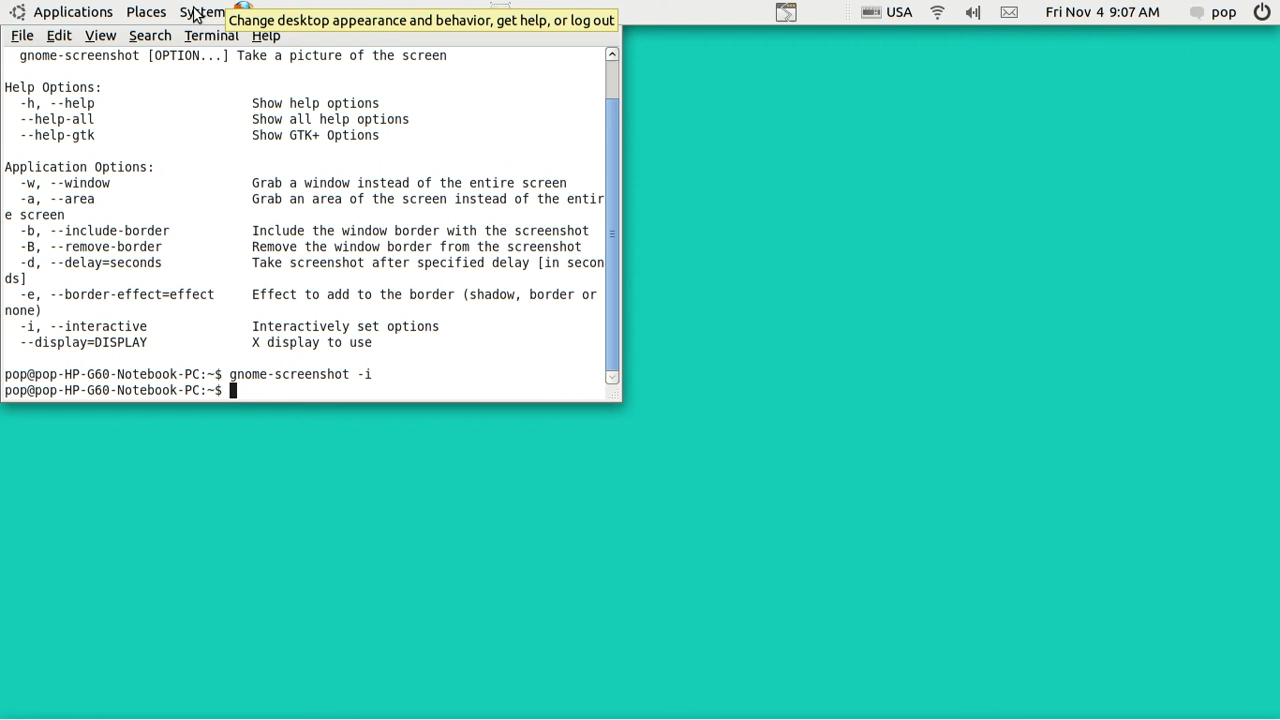 Applications Places System USA Fri Nov 4 9:07 AM pop
Change desktop appearance and behavior, get help, or log out
File Edit View Search Terminal Help
gnome-screenshot [OPTION...] Take a picture of the screen
Help Options:
-h, --help Show help options
--help-all Show all help options
--help-gtk Show GTK+ Options
Application Options:
-w, --window Grab a window instead of the entire screen
-a, --area Grab an area of the screen instead of the entir
e screen
-b, --include-border Include the window border with the screenshot
-B, --remove-border Remove the window border from the screenshot
-d, --delay=seconds Take screenshot after specified delay [in secon
ds]
-e, --border-effect=effect Effect to add to the border (shadow, border or
none)
-i, --interactive Interactively set options
--display=DISPLAY X display to use
pop@pop-HP-G60-Notebook-PC:~$ gnome-screenshot -i
pop@pop-HP-G60-Notebook-PC:~$